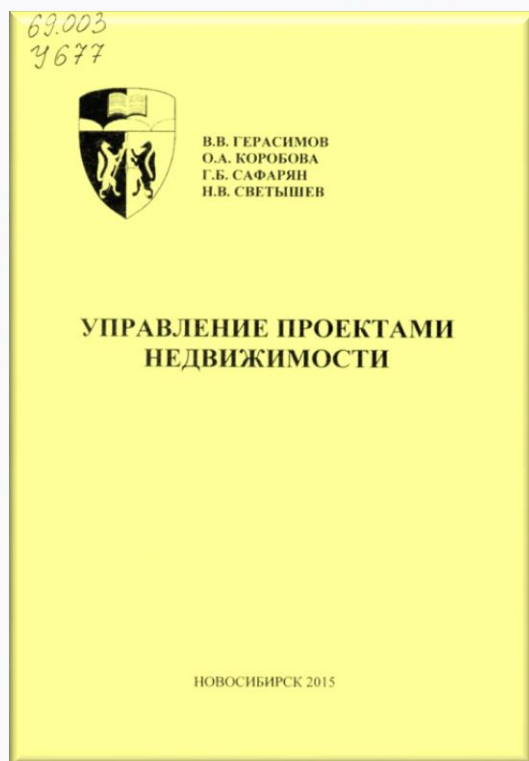 69.003
У677
В.В. ГЕРАСИМОВ
О.А. КОРОБОВА
Г.Б. САФАРЯН
Н.В. СВЕТЫШЕВ
УПРАВЛЕНИЕ ПРОЕКТАМИ
НЕДВИЖИМОСТИ
НОВОСИБИРСК 2015